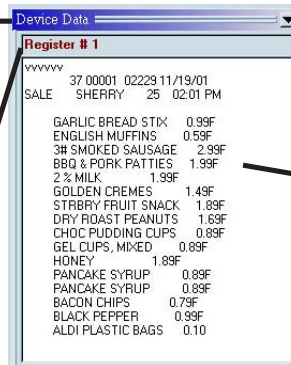 Device Data
Register # 1
vvvvvv
37 00001 02229 11/19/01
SALE SHERRY 25 02:01 PM
GARLIC BREAD STIX 0.99F
ENGLISH MUFFINS 0.59F
3# SMOKED SAUSAGE 2.99F
BBQ & PORK PATTIES 1.99F
2 % MILK 1.99F
GOLDEN CREMES 1.49F
STRBRY FRUIT SNACK 1.89F
DRY ROAST PEANUTS 1.69F
CHOC PUDDING CUPS 0.89F
GEL CUPS, MIXED 0.89F
HONEY 1.89F
PANCAKE SYRUP 0.89F
PANCAKE SYRUP 0.89F
BACON CHIPS 0.79F
BLACK PEPPER 0.99F
ALDI PLASTIC BAGS 0.10